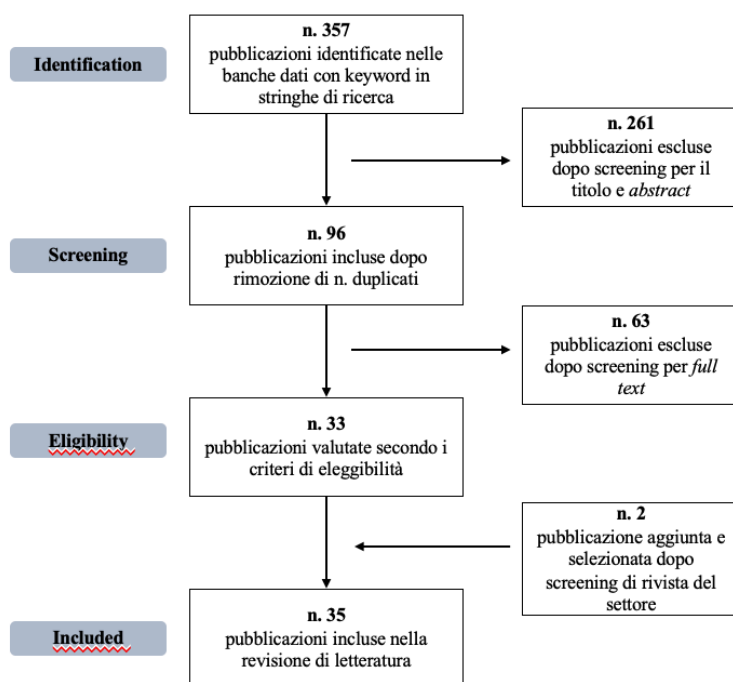 n. 357
pubblicazioni identificate nelle
banche dati con keyword in
stringhe di ricerca
Identification
n. 261
pubblicazioni escluse
dopo screening per il
titolo e abstract
n. 96
pubblicazioni incluse dopo
rimozione di n. duplicati
Screening
n. 63
pubblicazioni escluse
dopo screening per full
text
n. 33
pubblicazioni valutate secondo i
criteri di eleggibilità
Eligibility
n. 2
pubblicazione aggiunta e
selezionata dopo
screening di rivista del
settore
n. 35
pubblicazioni incluse nella
revisione di letteratura
Included